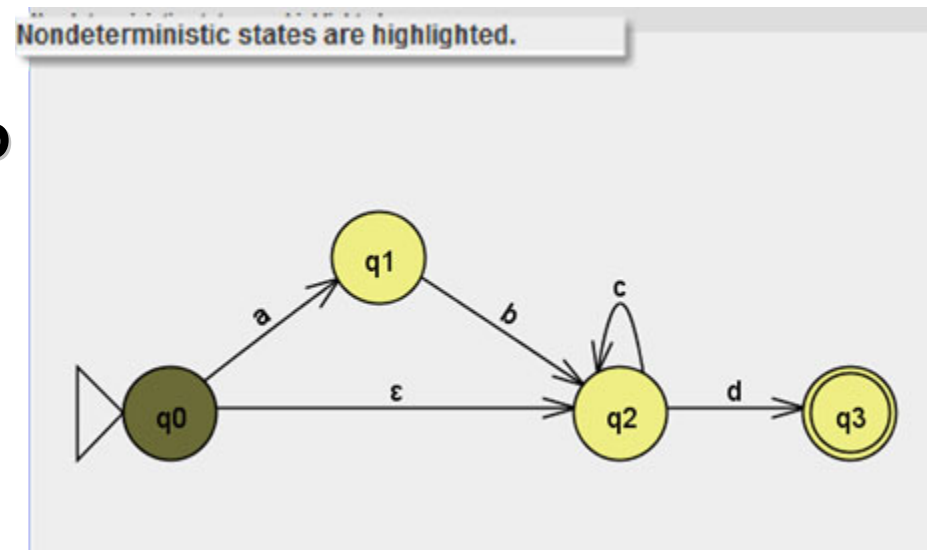 Nondeterministic states are highlighted.
q1
c
a
b
ε
d
q0
q2
q3